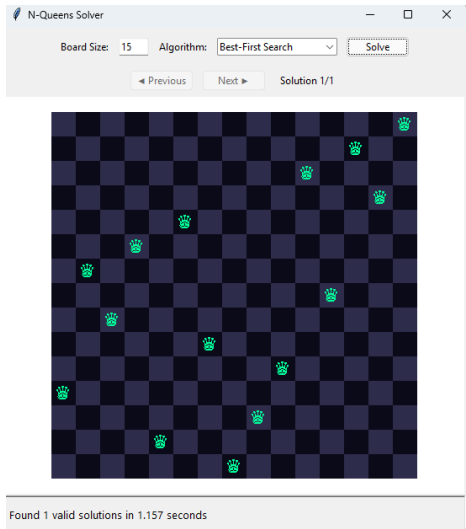 N-Queens Solver
Board Size: 15 Algorithm: Best-First Search Solve
◄ Previous Next ► Solution 1/1
Found 1 valid solutions in 1.157 seconds